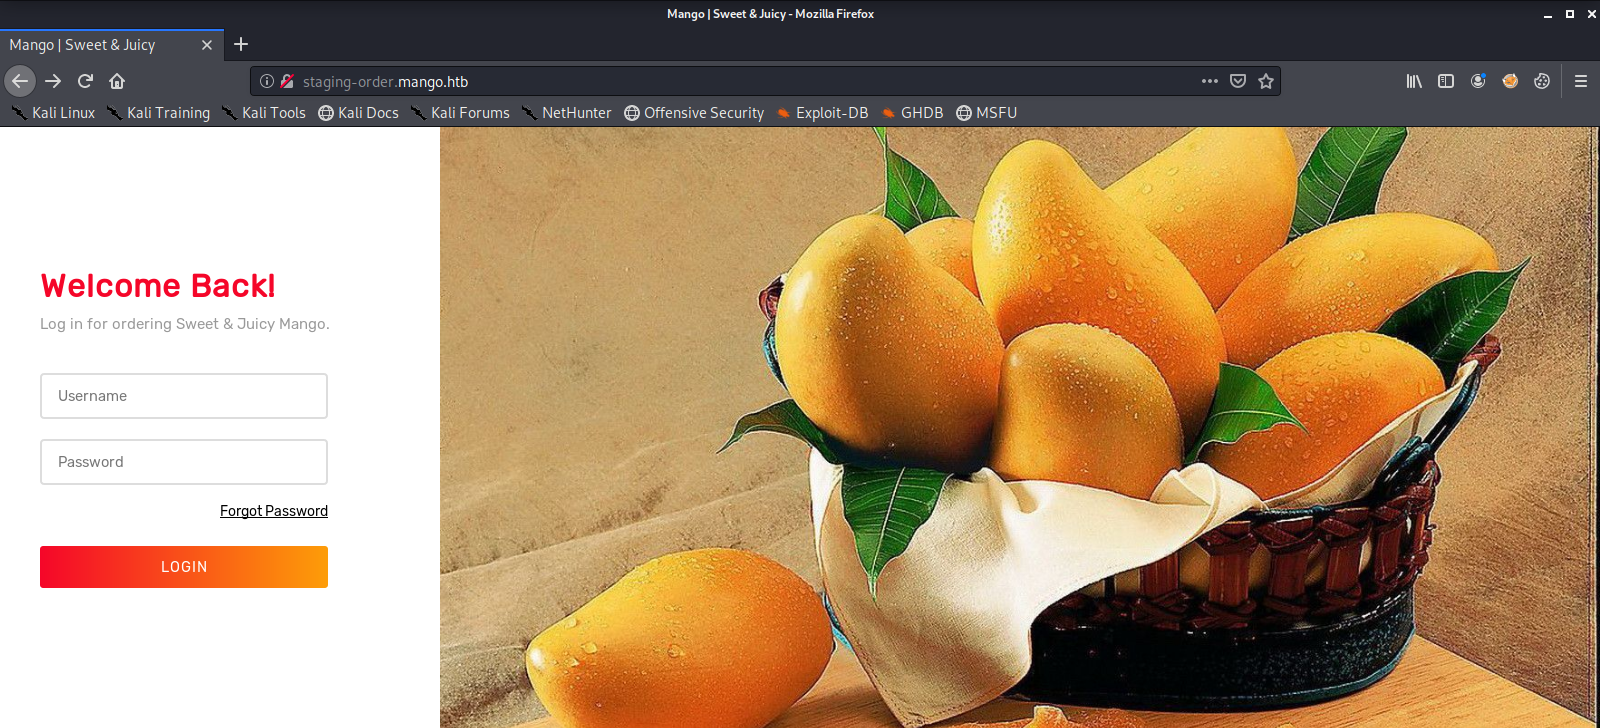 Mango | Sweet & Juicy - Mozilla Firefox
Mango | Sweet & Juicy
staging-order.mango.htb
Kali Linux Kali Training Kali Tools Kali Docs Kali Forums NetHunter Offensive Security Exploit-DB GHDB MSFU
Welcome Back!
Log in for ordering Sweet & Juicy Mango.
Username
Password
Forgot Password
LOGIN